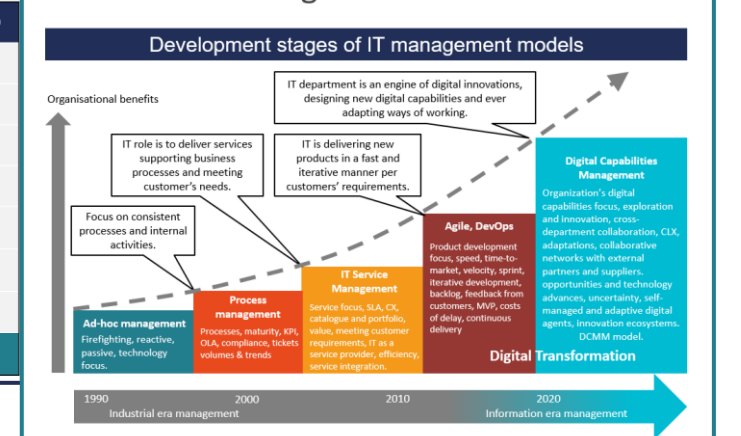 Development stages of IT management models
Organisational benefits
IT department is an engine of digital innovations,
designing new digital capabilities and ever
adapting ways of working.
IT role is to deliver services
supporting business
processes and meeting
customer's needs.
IT is delivering new
products in a fast and
iterative manner per
customers' requirements.
Focus on consistent
processes and internal
activities.
Ad-hoc management
Firefighting, reactive,
passive, technology
focus.
Process
management
Processes, maturity, KPI,
OLA, compliance, tickets
volumes & trends
IT Service
Management
Service focus, SLA, CX,
catalogue and portfolio,
value, meeting customer
requirements, IT as a
service provider, efficiency,
service integration.
Agile, DevOps
Product development
focus, speed, time-to-
market, velocity, sprint,
iterative development,
backlog, feedback from
customers, MVP, costs
of delay, continuous
delivery
Digital Capabilities
Management
Organization's digital
capabilities focus, exploration
and innovation, cross-
department collaboration, CLX,
adaptations, collaborative
networks with external
partners and suppliers.
opportunities and technology
advances, uncertainty, self-
managed and adaptive digital
agents, innovation ecosystems.
DCMM model.
Digital Transformation
1990 2000 2010 2020
Industrial era management Information era management